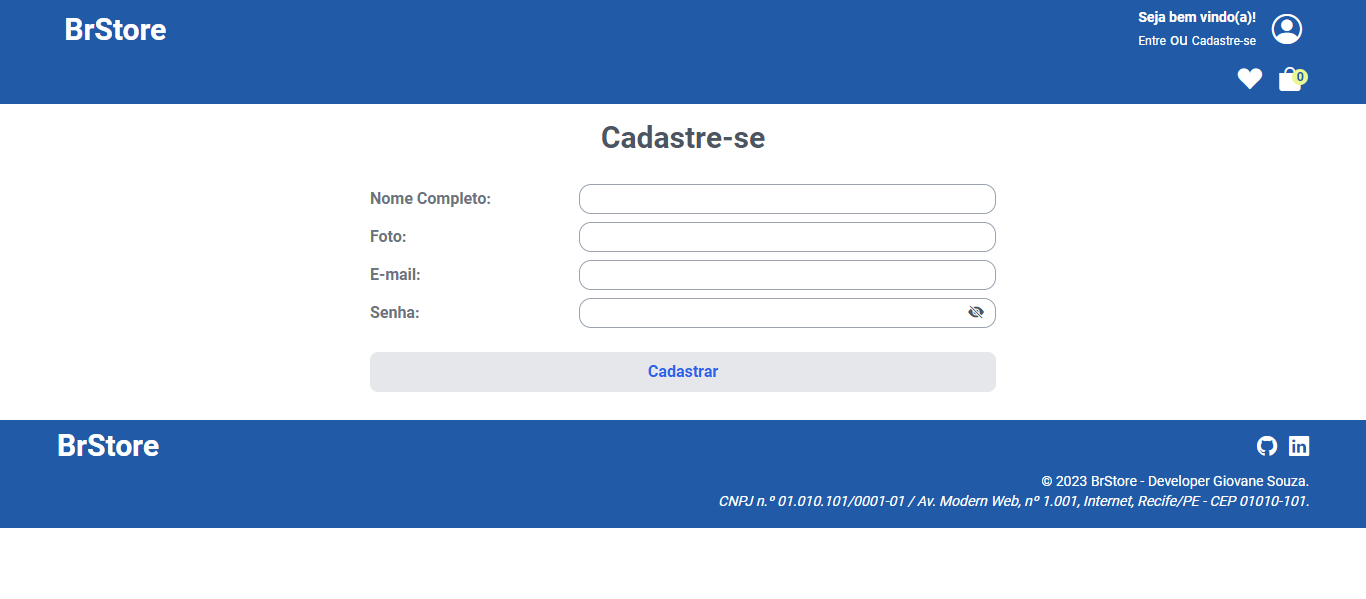 BrStore
Seja bem vindo(a)!
Entre ou Cadastre-se
0
Cadastre-se
Nome Completo:
Foto:
E-mail:
Senha:
Cadastrar
BrStore
© 2023 BrStore - Developer Giovane Souza.
CNPJ n.º 01.010.101/0001-01 / Av. Modern Web, nº 1.001, Internet, Recife/PE - CEP 01010-101.